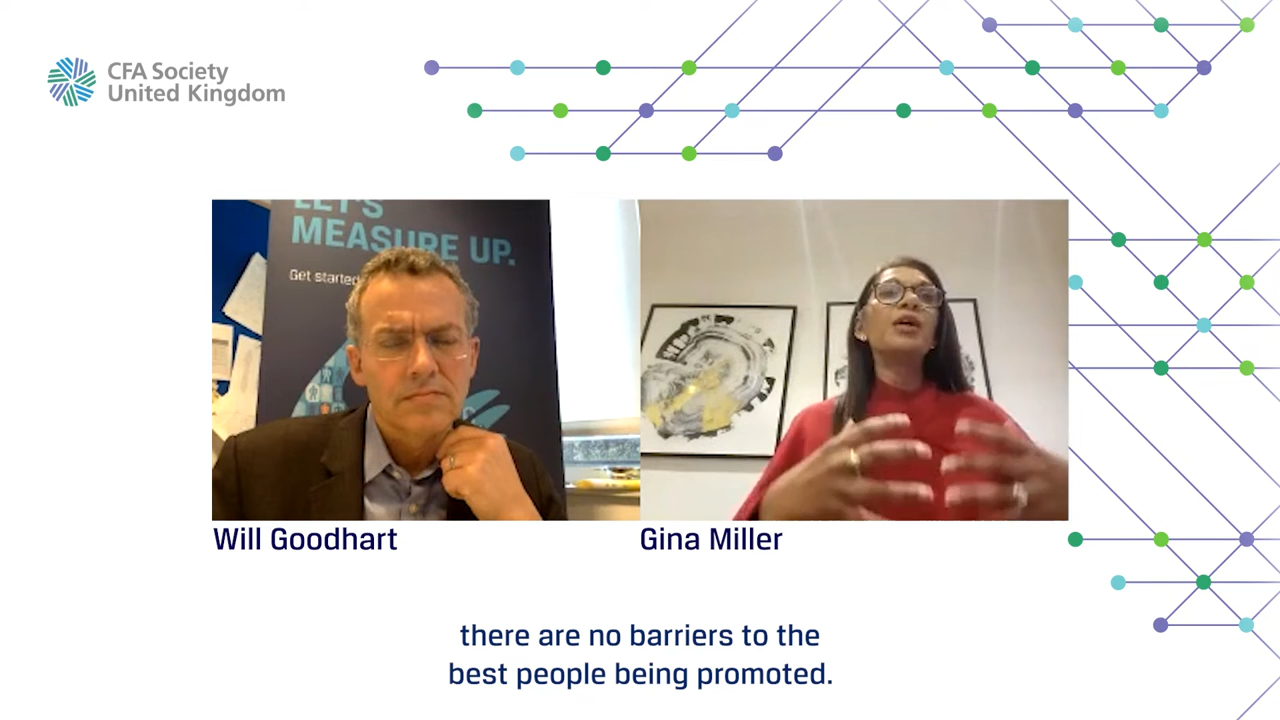 CFA Society
United Kingdom
LET'S
MEASURE UP.
Get started
Will Goodhart
Gina Miller
there are no barriers to the
best people being promoted.